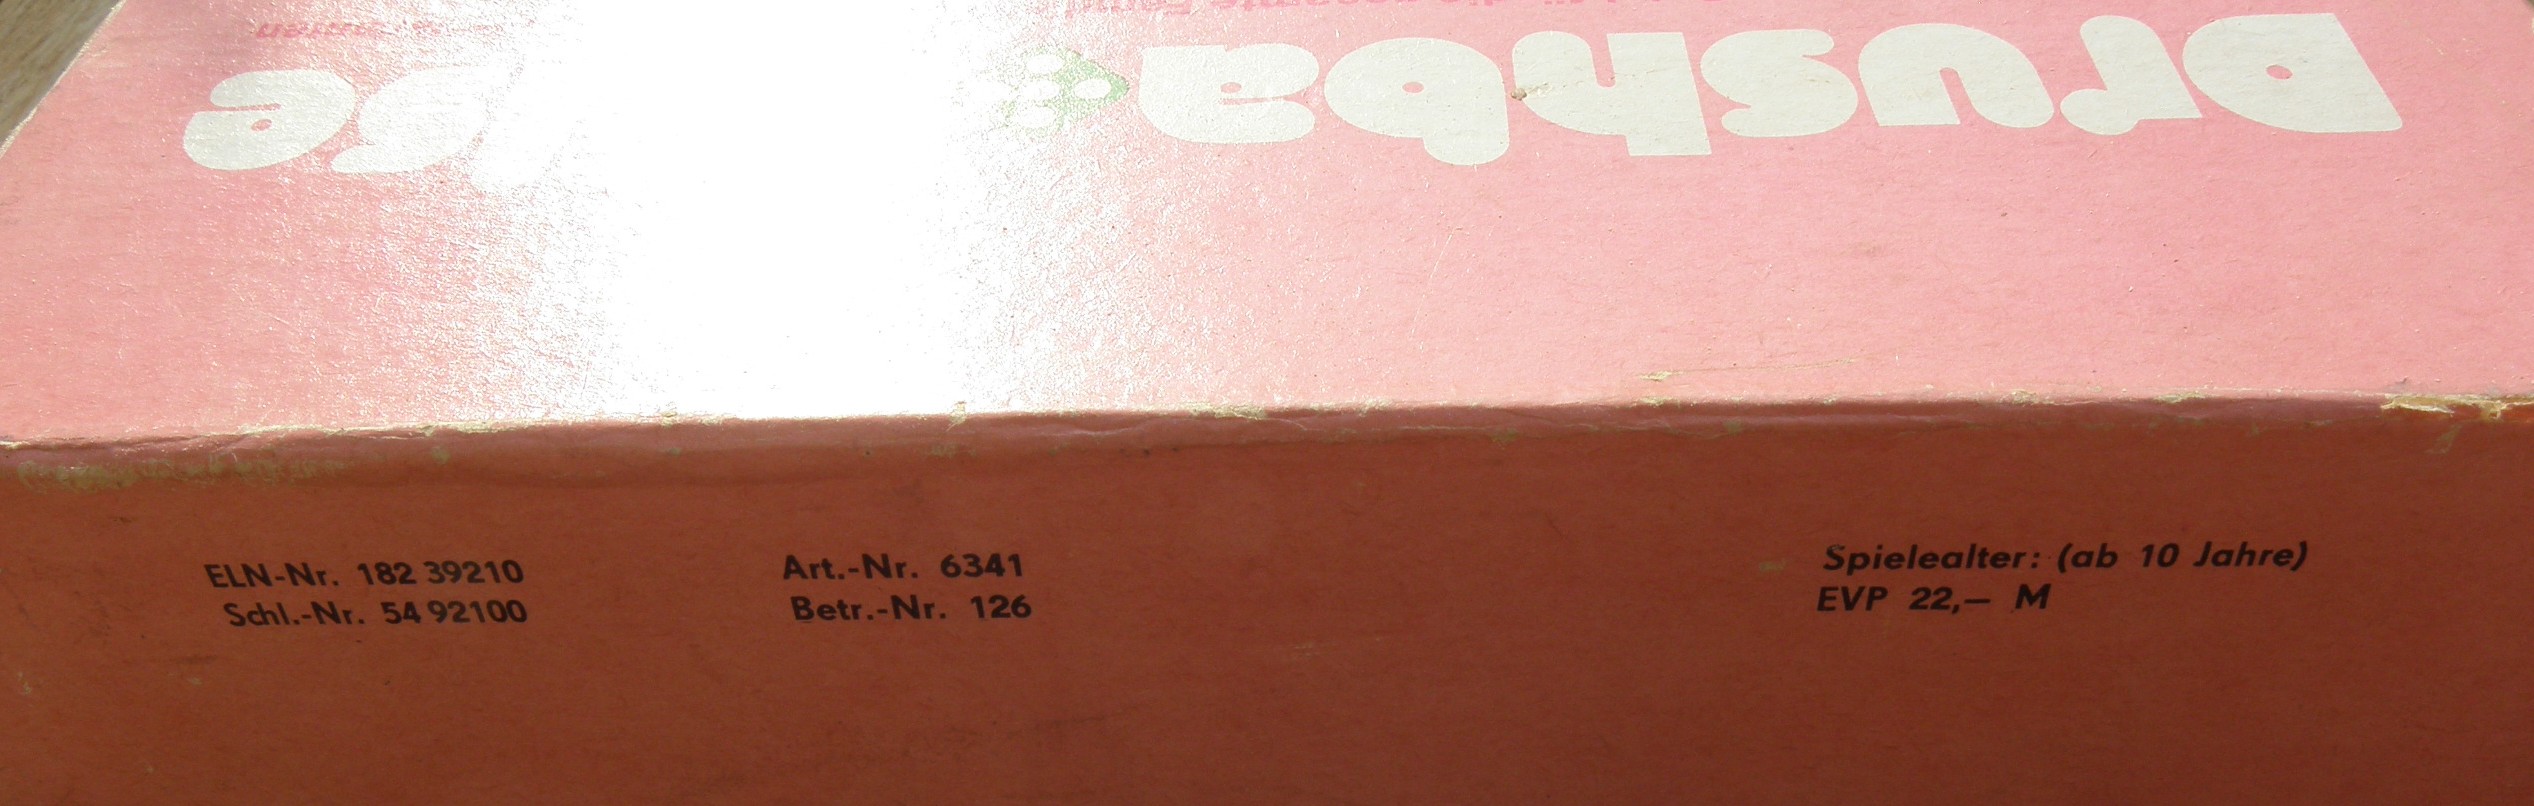 drushba
ELN-Nr. 182 39210
Schl.-Nr. 54 92100
Art.-Nr. 6341
Betr.-Nr. 126
Spielealter: (ab 10 Jahre)
EVP 22,— M